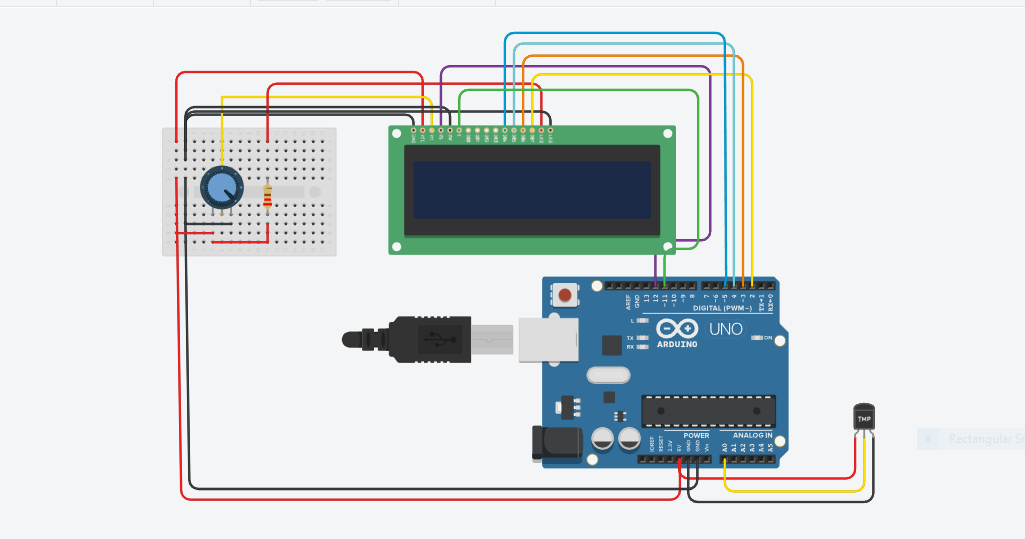 AREF
GND
13
12
~11
~10
~9
8
7
~6
~5
4
~3
2
TX→1
RX←0
DIGITAL (PWM~)
L
TX
RX
UNO
ARDUINO
ON
POWER
ANALOG IN
IOREF
RESET
3.3V
5V
GND
GND
Vin
A0
A1
A2
A3
A4
A5
TMP
Rectangular S